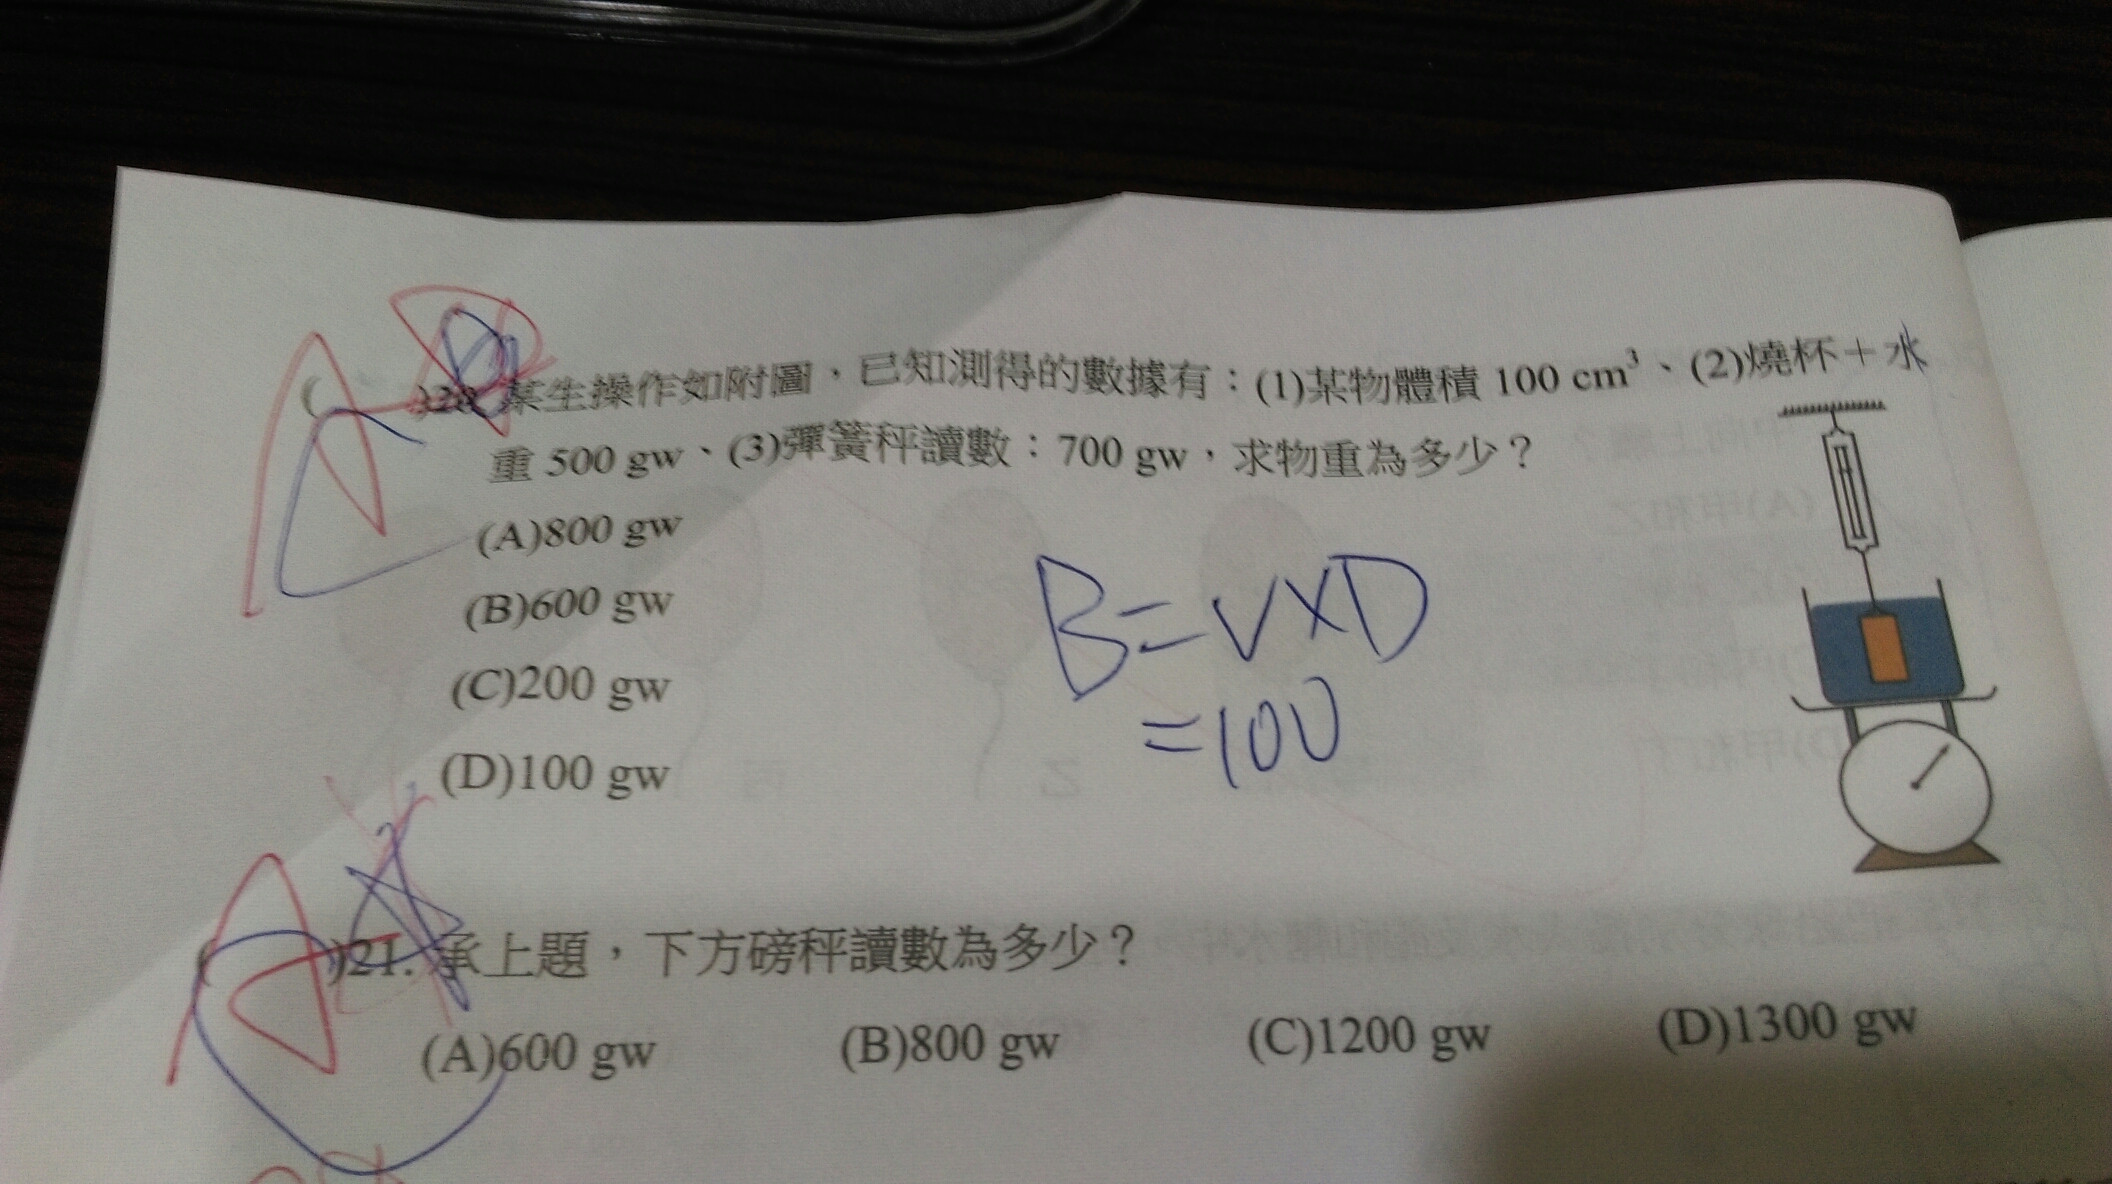 ( )20. 某生操作如附圖，已知測得的數據有：(1)某物體積 100 cm³、(2)燒杯＋水
重 500 gw、(3)彈簧秤讀數：700 gw，求物重為多少？
(A)800 gw
(B)600 gw
(C)200 gw
(D)100 gw
B=V×D
=100
( )21. 承上題，下方磅秤讀數為多少？
(A)600 gw (B)800 gw (C)1200 gw (D)1300 gw
A
A